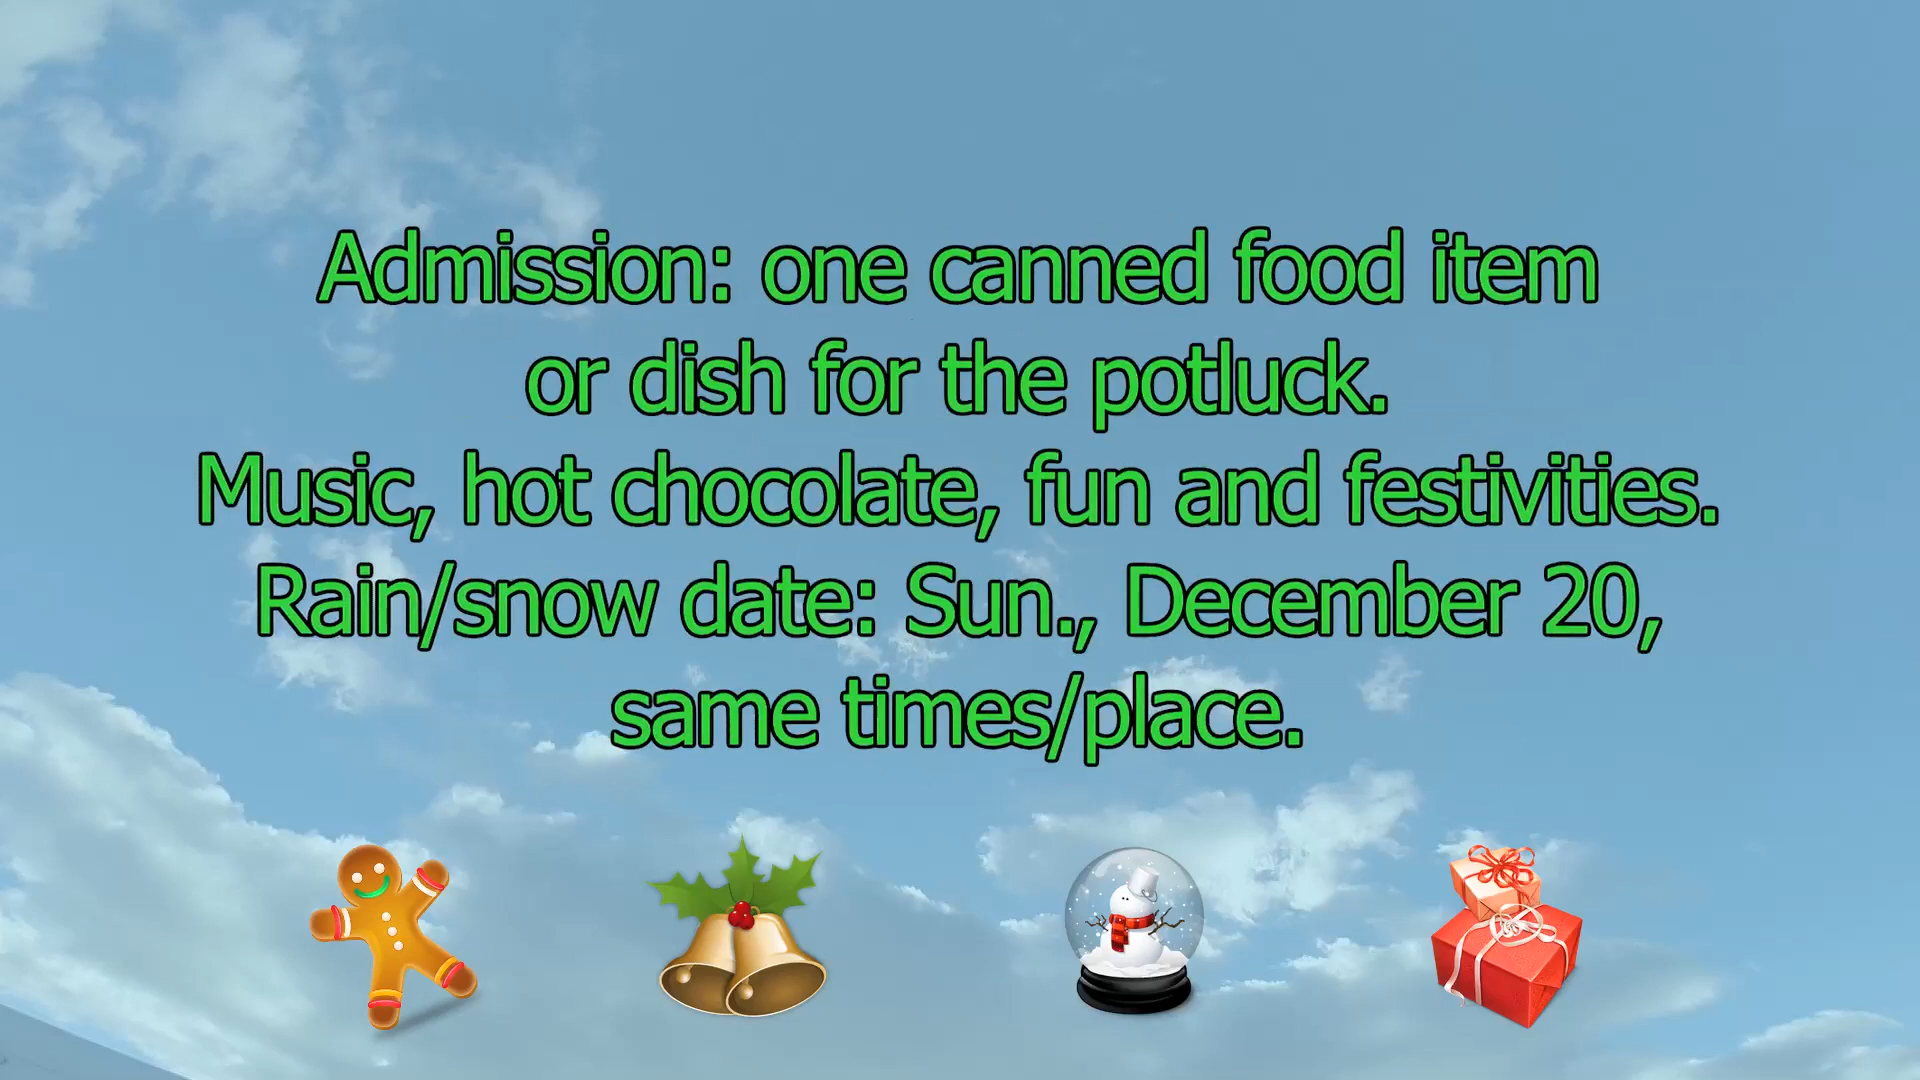 Admission: one canned food item
or dish for the potluck.
Music, hot chocolate, fun and festivities.
Rain/snow date: Sun., December 20,
same times/place.